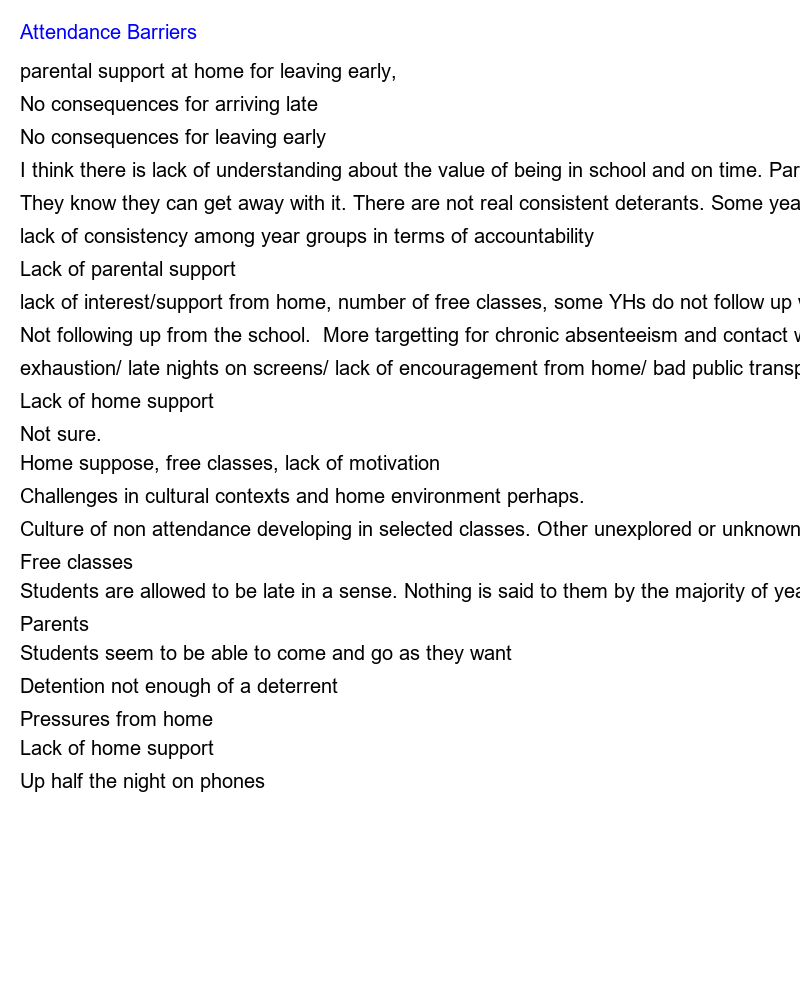 Attendance Barriers
parental support at home for leaving early,
No consequences for arriving late
No consequences for leaving early
I think there is lack of understanding about the value of being in school and on time.
They know they can get away with it. There are not real consistent deterants. Some
lack of consistency among year groups in terms of accountability
Lack of parental support
lack of interest/support from home, number of free classes, some YHs do not follow up
Not following up from the school.  More targetting for chronic absenteeism and contact
exhaustion/ late nights on screens/ lack of encouragement from home/ bad public
Lack of home support
Not sure.
Home suppose, free classes, lack of motivation
Challenges in cultural contexts and home environment perhaps.
Culture of non attendance developing in selected classes. Other unexplored or unknown
Free classes
Students are allowed to be late in a sense. Nothing is said to them by the majority of
Parents
Students seem to be able to come and go as they want
Detention not enough of a deterrent
Pressures from home
Lack of home support
Up half the night on phones